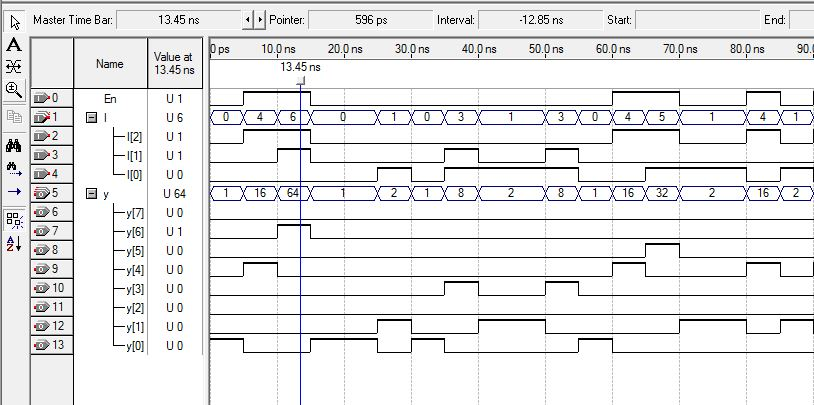 Master Time Bar: 13.45 ns Pointer: 596 ps Interval: -12.85 ns Start: End:
Name Value at 13.45 ns
0 ps 10.0 ns 20.0 ns 30.0 ns 40.0 ns 50.0 ns 60.0 ns 70.0 ns 80.0 ns 90.0
13.45 ns
0 En U 1
1 I U 6 0 4 6 0 1 0 3 1 3 0 4 5 1 4 1
2 I[2] U 1
3 I[1] U 1
4 I[0] U 0
5 y U 64 1 16 64 1 2 1 8 2 8 1 16 32 2 16 2
6 y[7] U 0
7 y[6] U 1
8 y[5] U 0
9 y[4] U 0
10 y[3] U 0
11 y[2] U 0
12 y[1] U 0
13 y[0] U 0